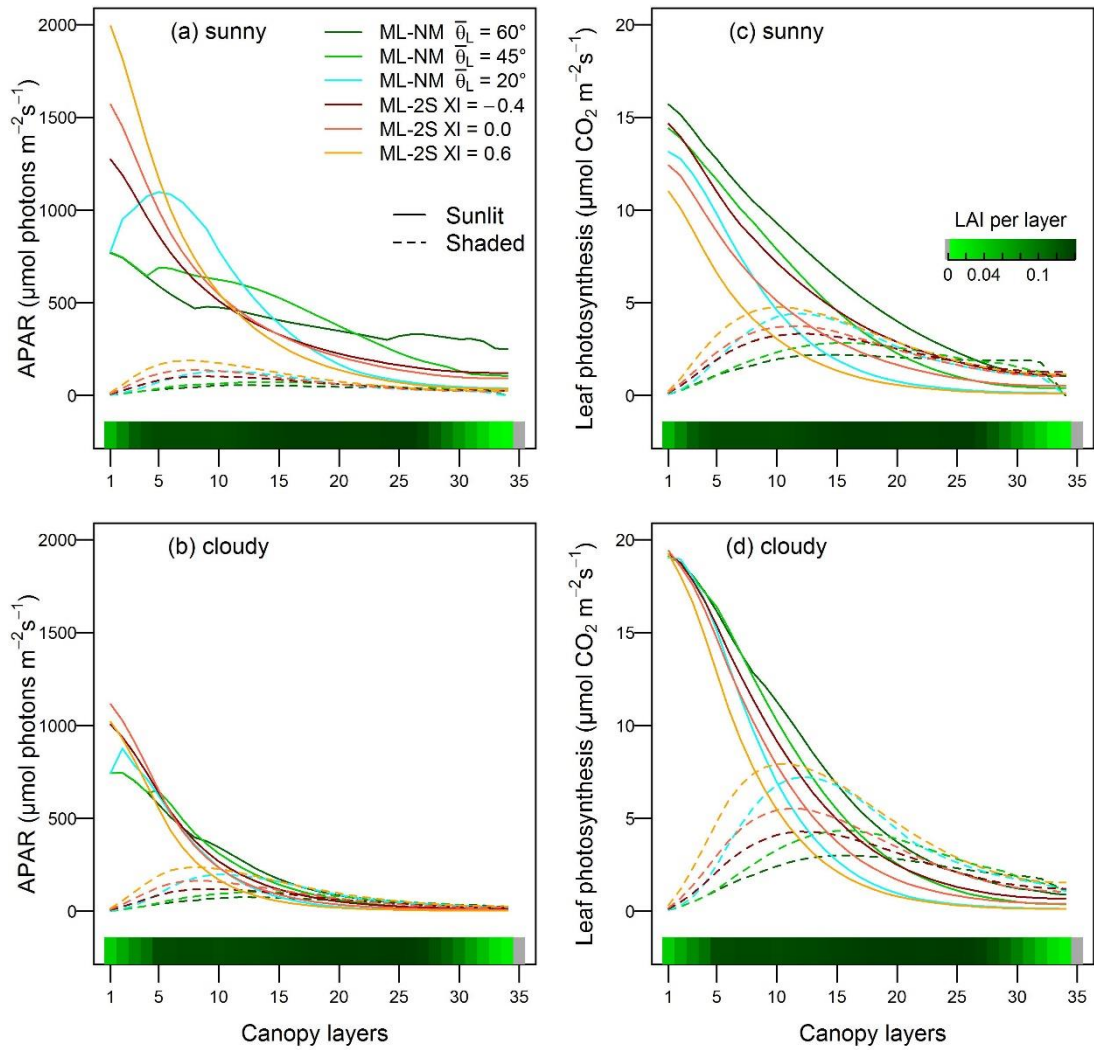 (a) sunny
ML-NM θ̅L = 60°
ML-NM θ̅L = 45°
ML-NM θ̅L = 20°
ML-2S Xl = −0.4
ML-2S Xl = 0.0
ML-2S Xl = 0.6
Sunlit
Shaded
APAR (μmol photons m⁻²s⁻¹)
2000
1500
1000
500
0
1 5 10 15 20 25 30 35
(c) sunny
LAI per layer
0 0.04 0.1
Leaf photosynthesis (μmol CO₂ m⁻²s⁻¹)
20
15
10
5
0
1 5 10 15 20 25 30 35
(b) cloudy
APAR (μmol photons m⁻²s⁻¹)
2000
1500
1000
500
0
1 5 10 15 20 25 30 35
Canopy layers
(d) cloudy
Leaf photosynthesis (μmol CO₂ m⁻²s⁻¹)
20
15
10
5
0
1 5 10 15 20 25 30 35
Canopy layers